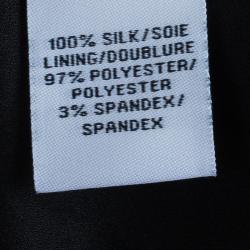 100% SILK/SOIE
LINING/DOUBLURE
97% POLYESTER/
POLYESTER
3% SPANDEX/
SPANDEX